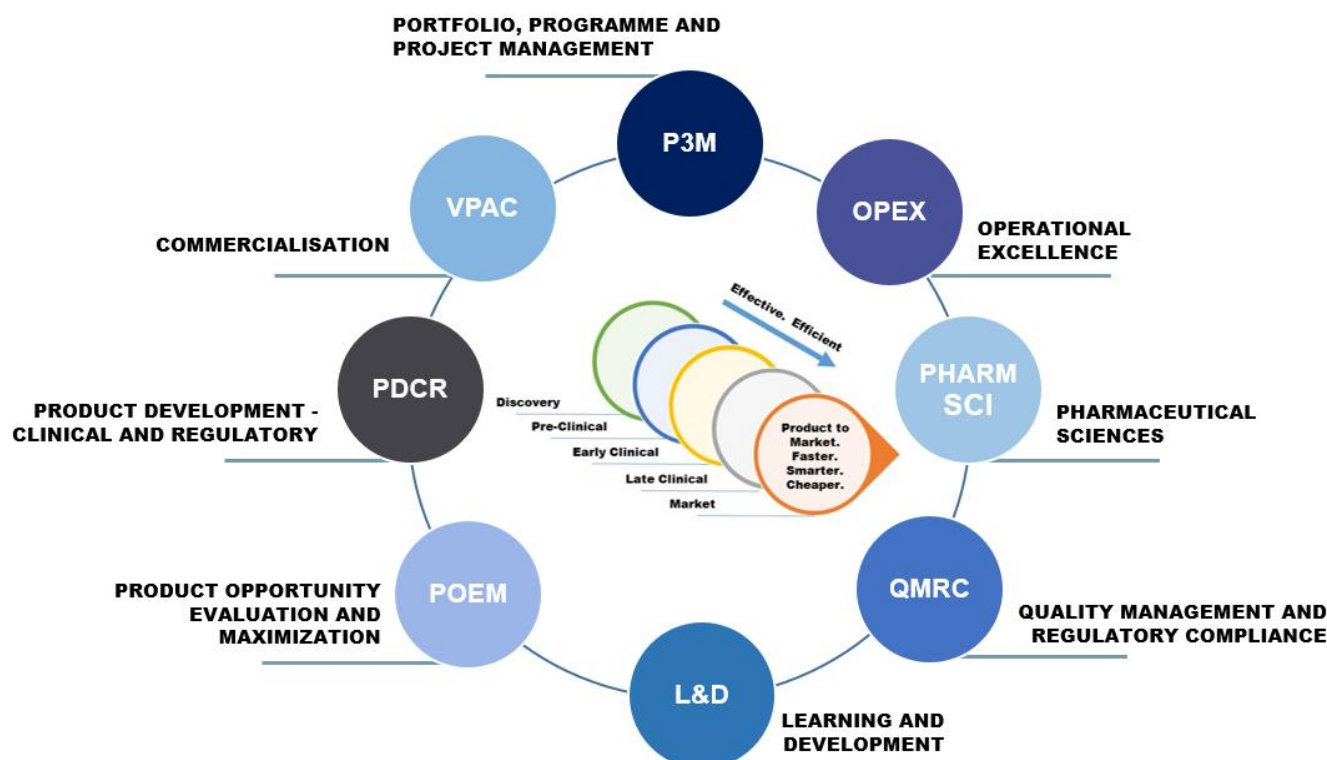 PORTFOLIO, PROGRAMME AND
PROJECT MANAGEMENT
P3M
VPAC
OPEX
COMMERCIALISATION
OPERATIONAL
EXCELLENCE
Effective. Efficient
PDCR
PHARM
SCI
PRODUCT DEVELOPMENT -
CLINICAL AND REGULATORY
PHARMACEUTICAL
SCIENCES
Discovery
Pre-Clinical
Early Clinical
Late Clinical
Market
Product to
Market.
Faster.
Smarter.
Cheaper.
POEM
QMRC
PRODUCT OPPORTUNITY
EVALUATION AND
MAXIMIZATION
QUALITY MANAGEMENT AND
REGULATORY COMPLIANCE
L&D
LEARNING AND
DEVELOPMENT